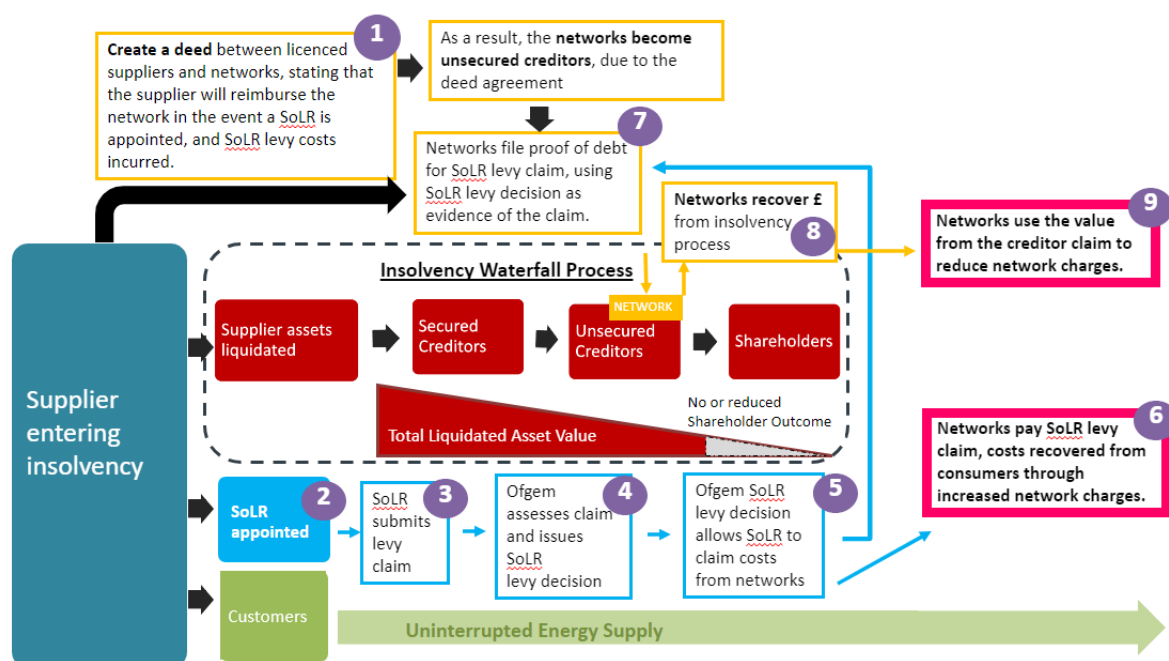 1
Create a deed between licenced
suppliers and networks, stating that
the supplier will reimburse the
network in the event a SoLR is
appointed, and SoLR levy costs
incurred.
As a result, the networks become
unsecured creditors, due to the
deed agreement
7
Networks file proof of debt
for SoLR levy claim, using
SoLR levy decision as
evidence of the claim.
Networks recover £
from insolvency
process
8
9
Networks use the value
from the creditor claim to
reduce network charges.
Supplier
entering
insolvency
Insolvency Waterfall Process
NETWORK
Supplier assets
liquidated
Secured
Creditors
Unsecured
Creditors
Shareholders
No or reduced
Shareholder Outcome
Total Liquidated Asset Value
6
Networks pay SoLR levy
claim, costs recovered from
consumers through
increased network charges.
SoLR
appointed
2
SoLR
submits
levy
claim
3
Ofgem
assesses claim
and issues
SoLR
levy decision
4
Ofgem SoLR
levy decision
allows SoLR to
claim costs
from networks
5
Customers
Uninterrupted Energy Supply